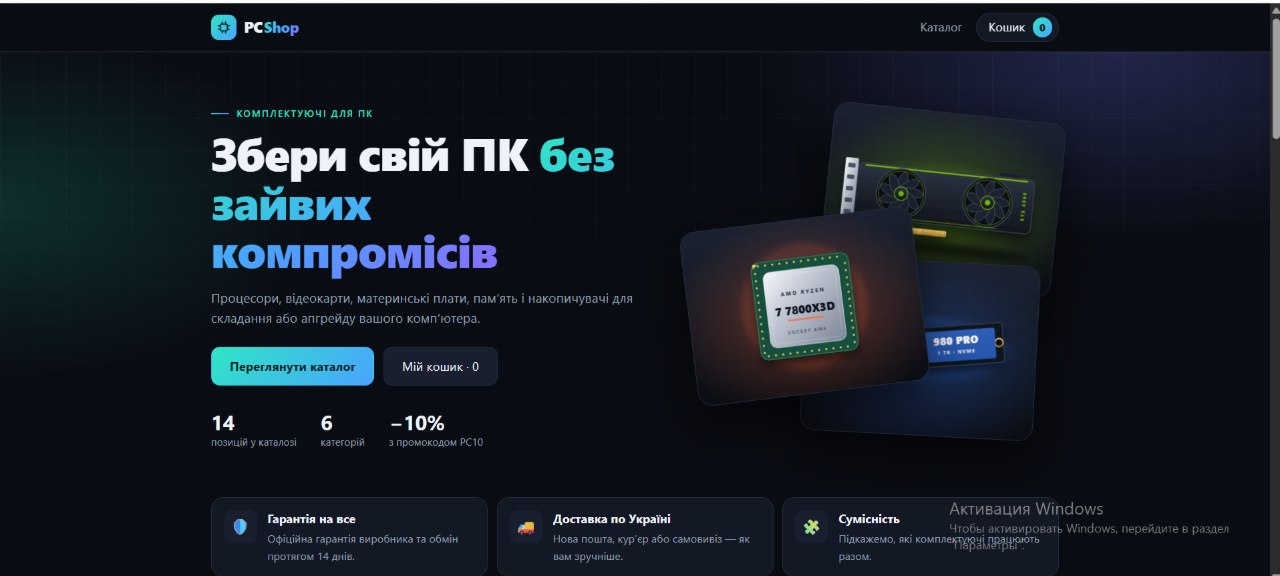 PCShop
Каталог
Кошик 0
КОМПЛЕКТУЮЧІ ДЛЯ ПК
Збери свій ПК без
зайвих
компромісів
Процесори, відеокарти, материнські плати, пам'ять і накопичувачі для
складання або апгрейду вашого комп'ютера.
Переглянути каталог
Мій кошик · 0
14
позицій у каталозі
6
категорій
−10%
з промокодом PC10
AMD RYZEN
7 7800X3D
SOCKET AM5
980 PRO
1 TB · NVME
Гарантія на все
Офіційна гарантія виробника та обмін
протягом 14 днів.
Доставка по Україні
Нова пошта, кур'єр або самовивіз — як
вам зручніше.
Сумісність
Підкажемо, які комплектуючі працюють
разом.
Активация Windows
Чтобы активировать Windows, перейдите в раздел
"Параметры".